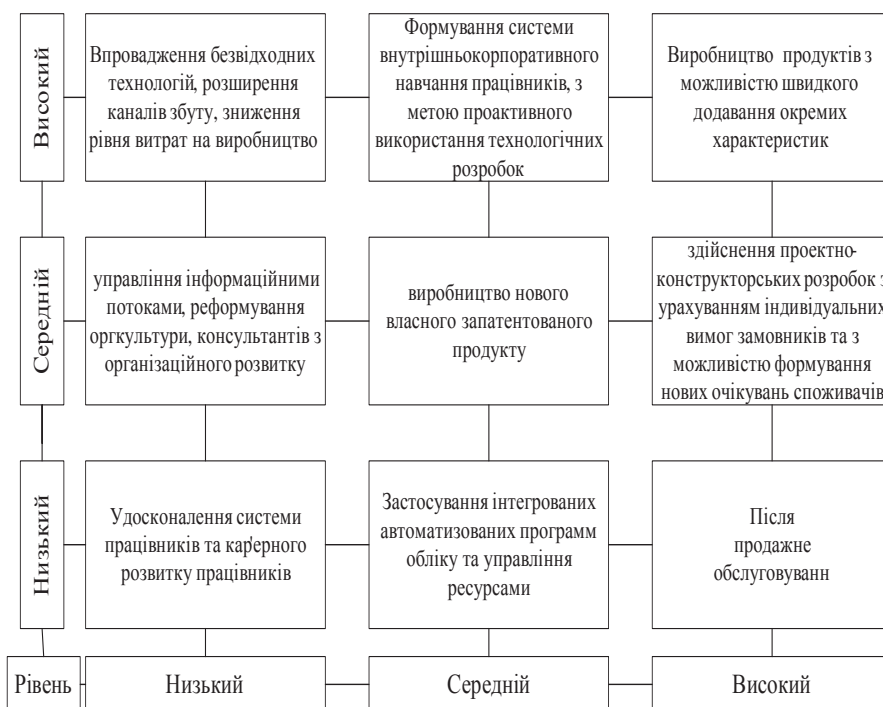 Високий
Впровадження безвідходних
технологій, розширення
каналів збуту, зниження
рівня витрат на виробництво
Формування системи
внутрішньокорпоративного
навчання працівників, з
метою проактивного
використання технологічних
розробок
Виробництво продуктів з
можливістю швидкого
додавання окремих
характеристик
Середній
управління інформаційними
потоками, реформування
оргкультури, консультантів з
організаційного розвитку
виробництво нового
власного запатентованого
продукту
здійснення проектно-
конструкторських розробок з
урахуванням індивідуальних
вимог замовників та з
можливістю формування
нових очікувань споживачів
Низький
Удосконалення системи
працівників та кар'єрного
розвитку працівників
Застосування інтегрованих
автоматизованих програм
обліку та управління
ресурсами
Після
продажне
обслуговуванн
Рівень
Низький
Середній
Високий